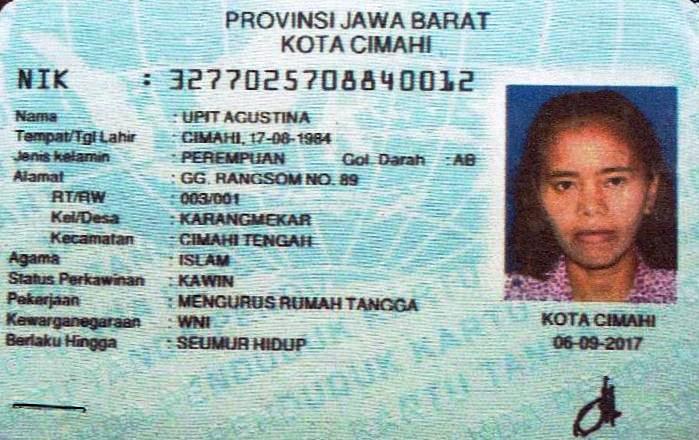 PROVINSI JAWA BARAT
KOTA CIMAHI
NIK : 3277025708840012
Nama : UPIT AGUSTINA
Tempat/Tgl Lahir : CIMAHI, 17-08-1984
Jenis kelamin : PEREMPUAN Gol. Darah : AB
Alamat : GG. RANGSOM NO. 89
RT/RW : 003/001
Kel/Desa : KARANGMEKAR
Kecamatan : CIMAHI TENGAH
Agama : ISLAM
Status Perkawinan : KAWIN
Pekerjaan : MENGURUS RUMAH TANGGA
Kewarganegaraan : WNI
Berlaku Hingga : SEUMUR HIDUP
KOTA CIMAHI
06-09-2017